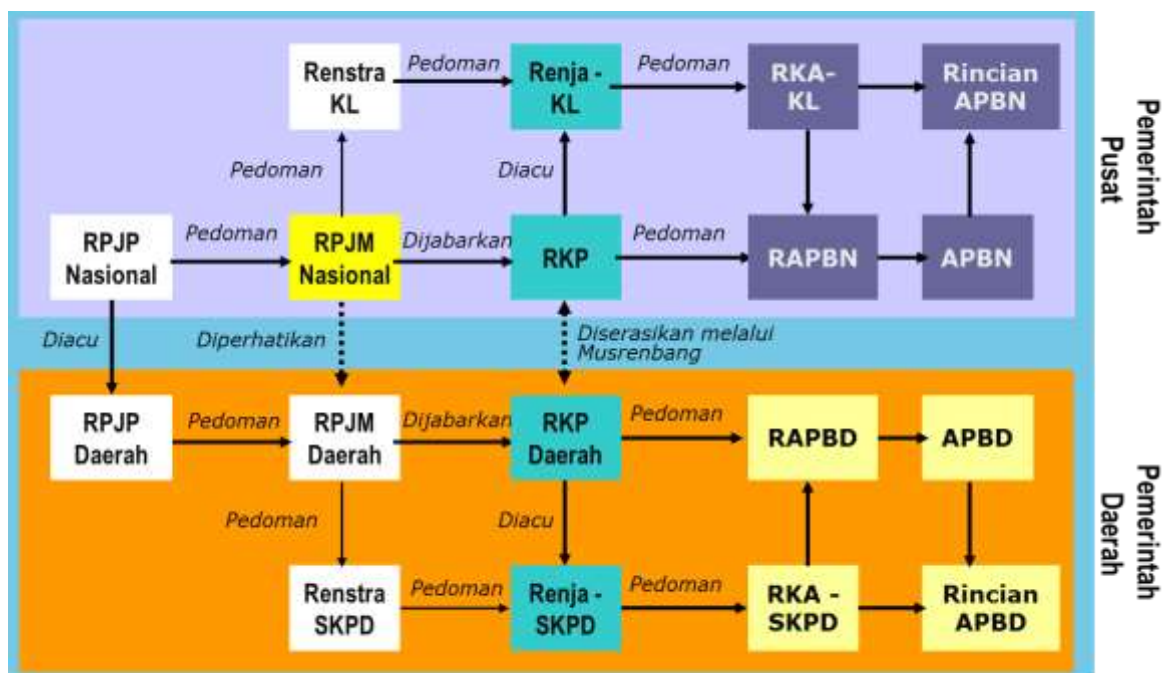 Pedoman
Pedoman
Renstra
KL
Renja -
KL
RKA-
KL
Rincian
APBN
Pedoman
Diacu
Pemerintah
Pusat
RPJP
Nasional
Pedoman
RPJM
Nasional
Dijabarkan
RKP
Pedoman
RAPBN
APBN
Diacu
Diperhatikan
Diserasikan melalui
Musrenbang
RPJP
Daerah
Pedoman
RPJM
Daerah
Dijabarkan
RKP
Daerah
Pedoman
RAPBD
APBD
Pemerintah
Daerah
Pedoman
Diacu
Renstra
SKPD
Pedoman
Renja -
SKPD
Pedoman
RKA -
SKPD
Rincian
APBD